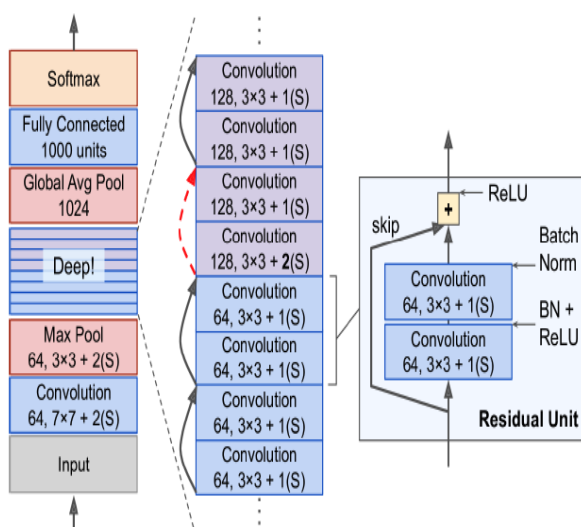 Softmax
Fully Connected
1000 units
Global Avg Pool
1024
Deep!
Max Pool
64, 3×3 + 2(S)
Convolution
64, 7×7 + 2(S)
Input
Convolution
128, 3×3 + 1(S)
Convolution
128, 3×3 + 1(S)
Convolution
128, 3×3 + 1(S)
Convolution
128, 3×3 + 2(S)
Convolution
64, 3×3 + 1(S)
Convolution
64, 3×3 + 1(S)
Convolution
64, 3×3 + 1(S)
Convolution
64, 3×3 + 1(S)
ReLU
+
skip
Batch
Norm
Convolution
64, 3×3 + 1(S)
BN +
ReLU
Convolution
64, 3×3 + 1(S)
Residual Unit